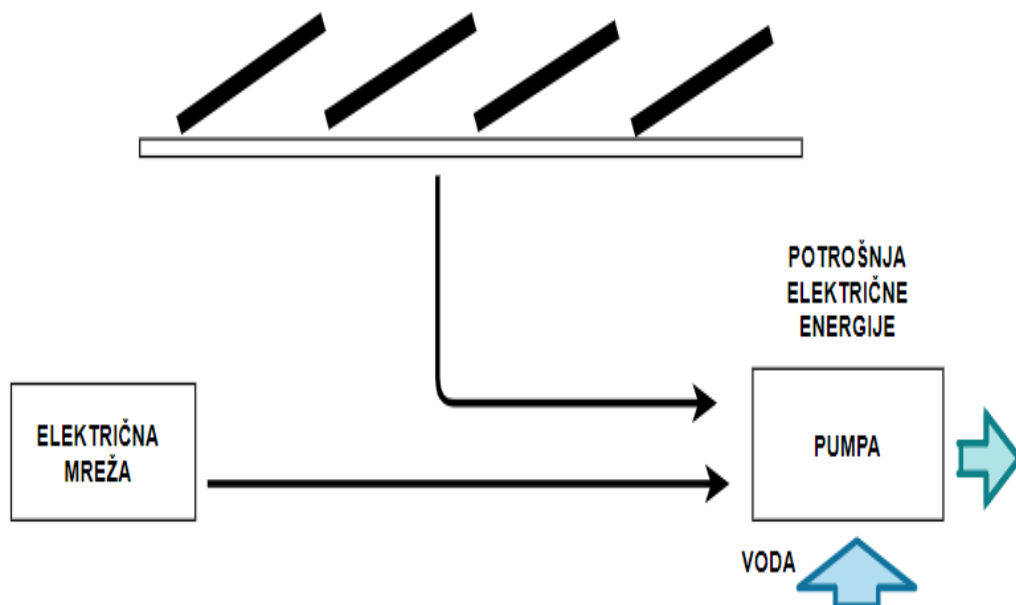 POTROŠNJA
ELEKTRIČNE
ENERGIJE
ELEKTRIČNA
MREŽA
PUMPA
VODA